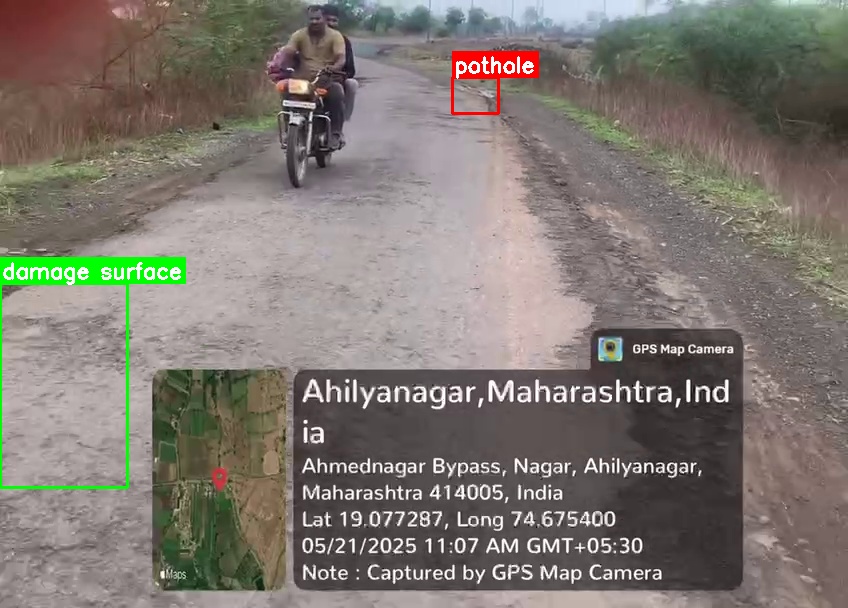 pothole
damage surface
GPS Map Camera
Ahilyanagar,Maharashtra,Ind
ia
Ahmednagar Bypass, Nagar, Ahilyanagar,
Maharashtra 414005, India
Lat 19.077287, Long 74.675400
05/21/2025 11:07 AM GMT+05:30
Note : Captured by GPS Map Camera
Maps